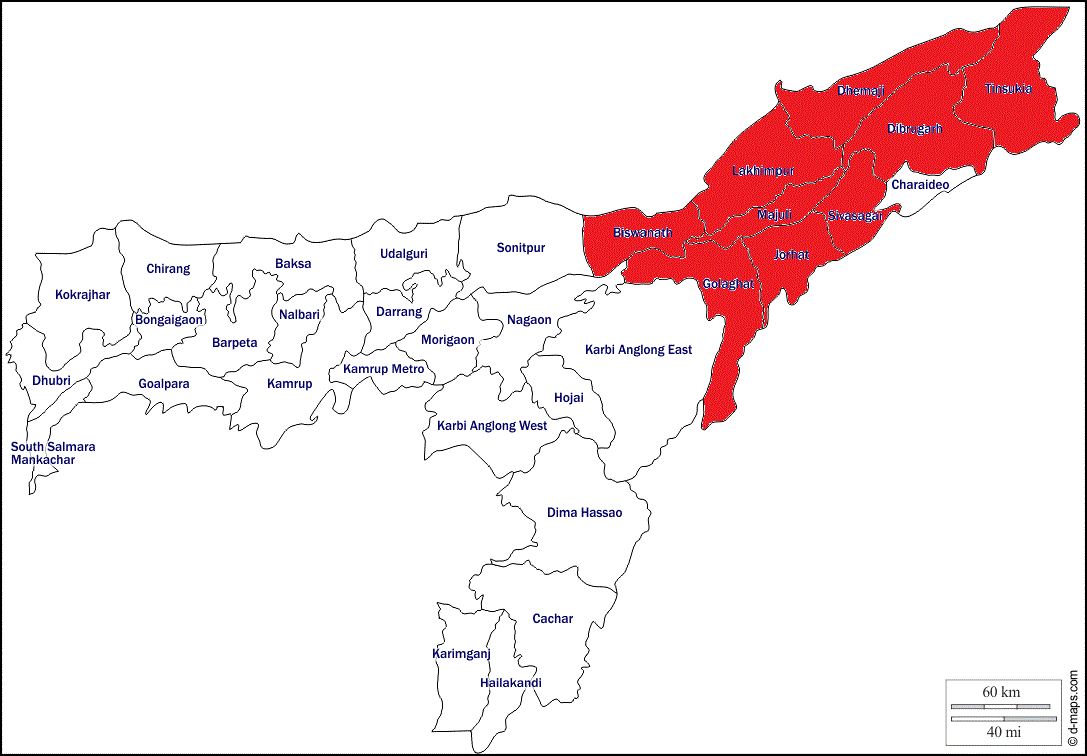 Dhemaji
Tinsukia
Dibrugarh
Lakhimpur
Charaideo
Majuli
Sivasagar
Biswanath
Jorhat
Sonitpur
Udalguri
Baksa
Chirang
Kokrajhar
Golaghat
Darrang
Nalbari
Bongaigaon
Nagaon
Morigaon
Barpeta
Karbi Anglong East
Kamrup Metro
Dhubri
Goalpara
Kamrup
Hojai
Karbi Anglong West
South Salmara
Mankachar
Dima Hassao
Cachar
Karimganj
Hailakandi
60 km
40 mi
© d-maps.com